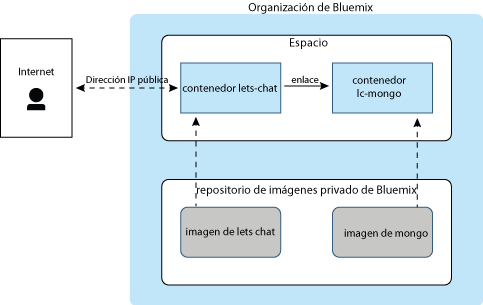 Organización de Bluemix
Espacio
Internet
Dirección IP pública
contenedor lets-chat
enlace
contenedor
lc-mongo
repositorio de imágenes privado de Bluemix
imagen de lets chat
imagen de mongo